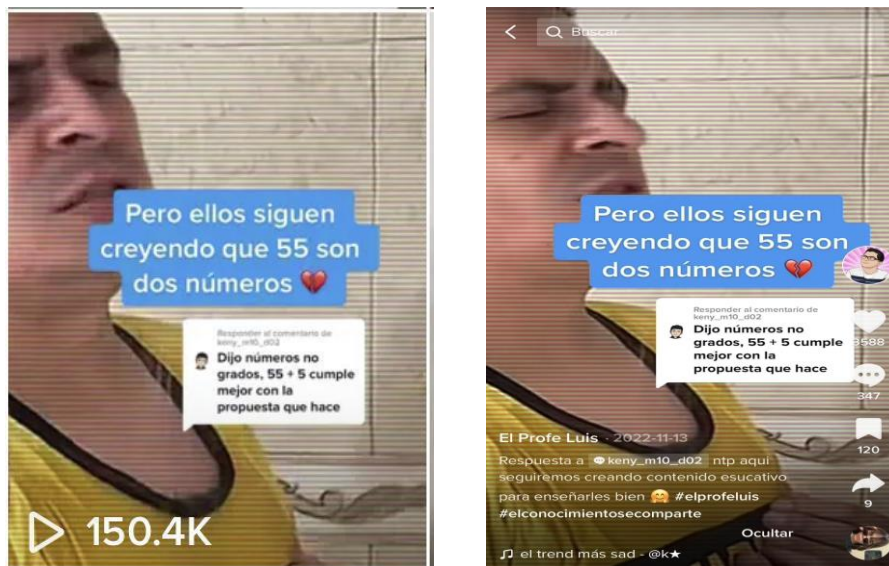 Pero ellos siguen
creyendo que 55 son
dos números 💔
Responder al comentario de
keny_m10_d02
Dijo números no
grados, 55 + 5 cumple
mejor con la
propuesta que hace
150.4K
Buscar
Pero ellos siguen
creyendo que 55 son
dos números 💔
Responder al comentario de
keny_m10_d02
Dijo números no
grados, 55 + 5 cumple
mejor con la
propuesta que hace
3588
347
El Profe Luis · 2022-11-13
120
Respuesta a keny_m10_d02 ntp aqui
seguiremos creando contenido esucativo
para enseñarles bien 🤗 #elprofeluis
#elconocimientosecomparte
9
Ocultar
el trend más sad - @k★